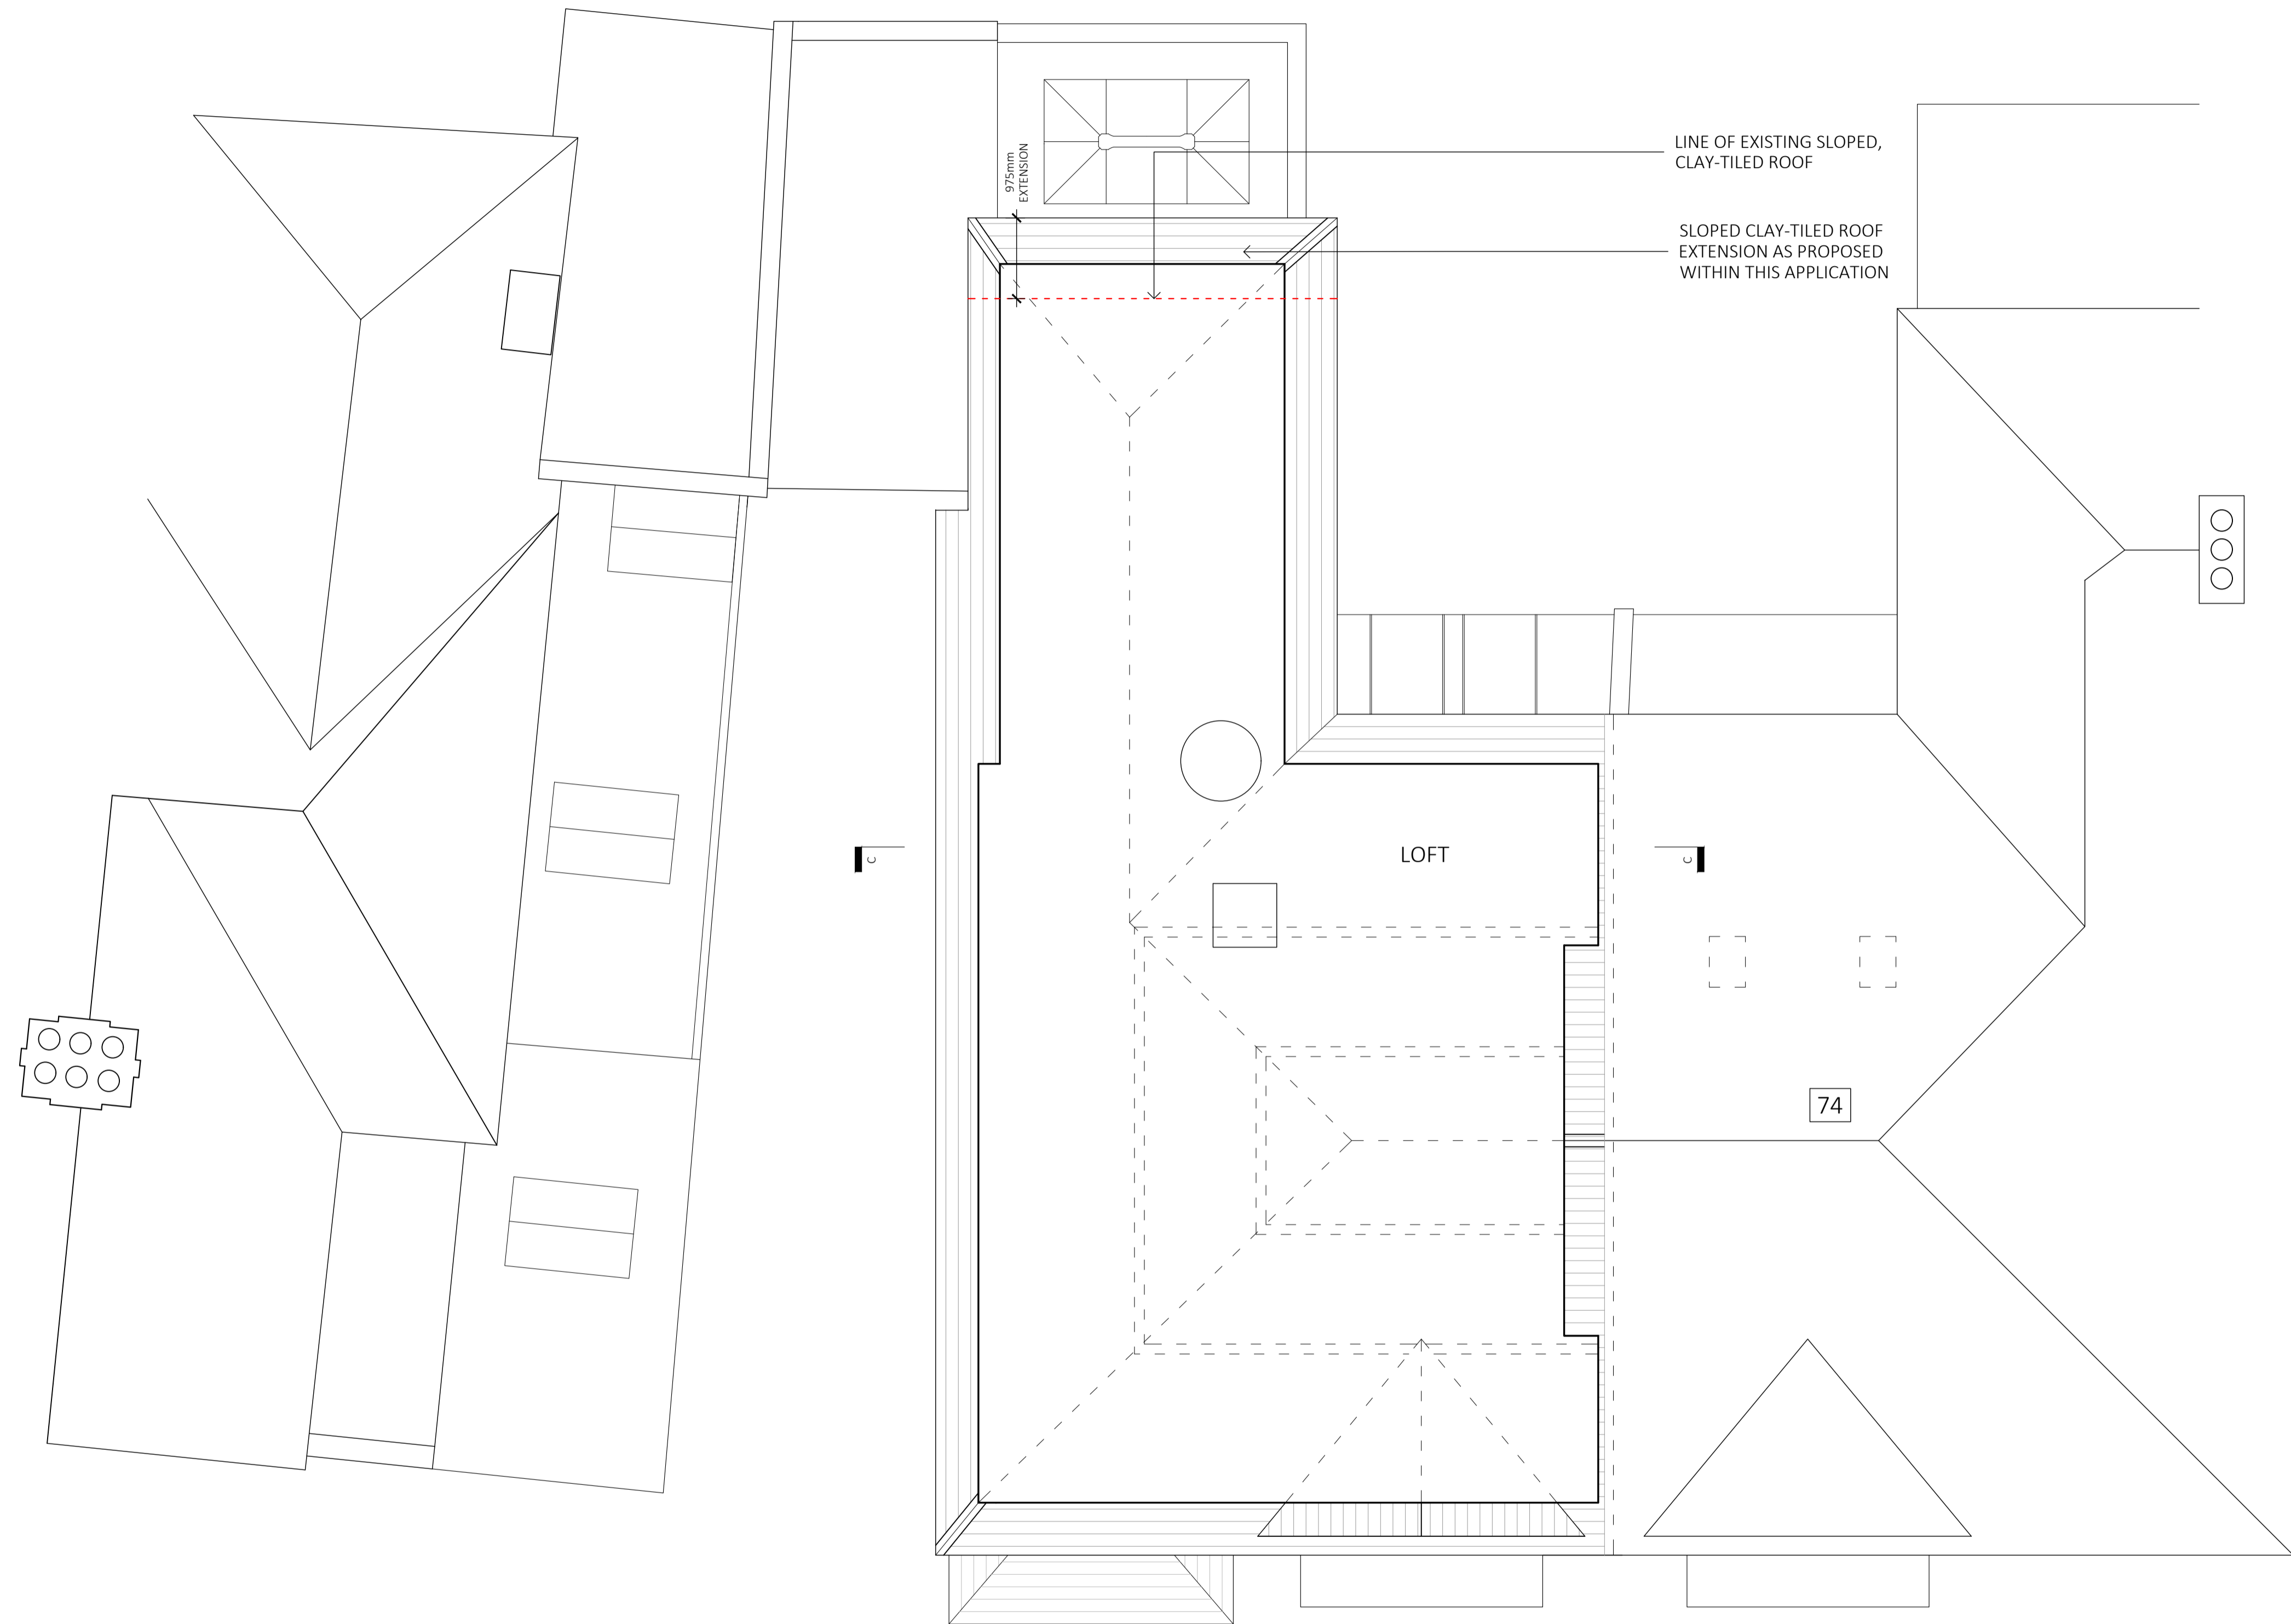 LINE OF EXISTING SLOPED,
CLAY-TILED ROOF
975mm
EXTENSION
SLOPED CLAY-TILED ROOF
EXTENSION AS PROPOSED
WITHIN THIS APPLICATION
LOFT
C
C
74